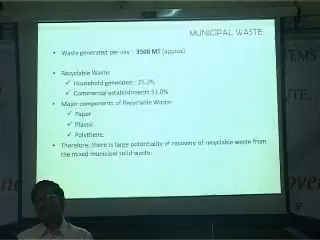 MUNICIPAL WASTE
• Waste generated per day - 3500 MT (approx)
• Recyclable Waste:
✓ Household generated - 25.3%
✓ Commercial establishments 51.0%
• Major components of Recyclable Waste:
✓ Paper
✓ Plastic
✓ Polythene.
• Therefore, there is large potentiality of recovery of recyclable waste from
the mixed municipal solid waste.